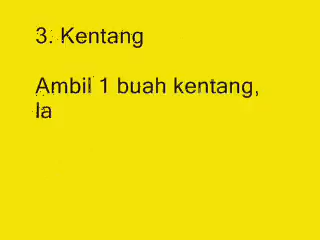 3. Kentang
Ambil 1 buah kentang,
la